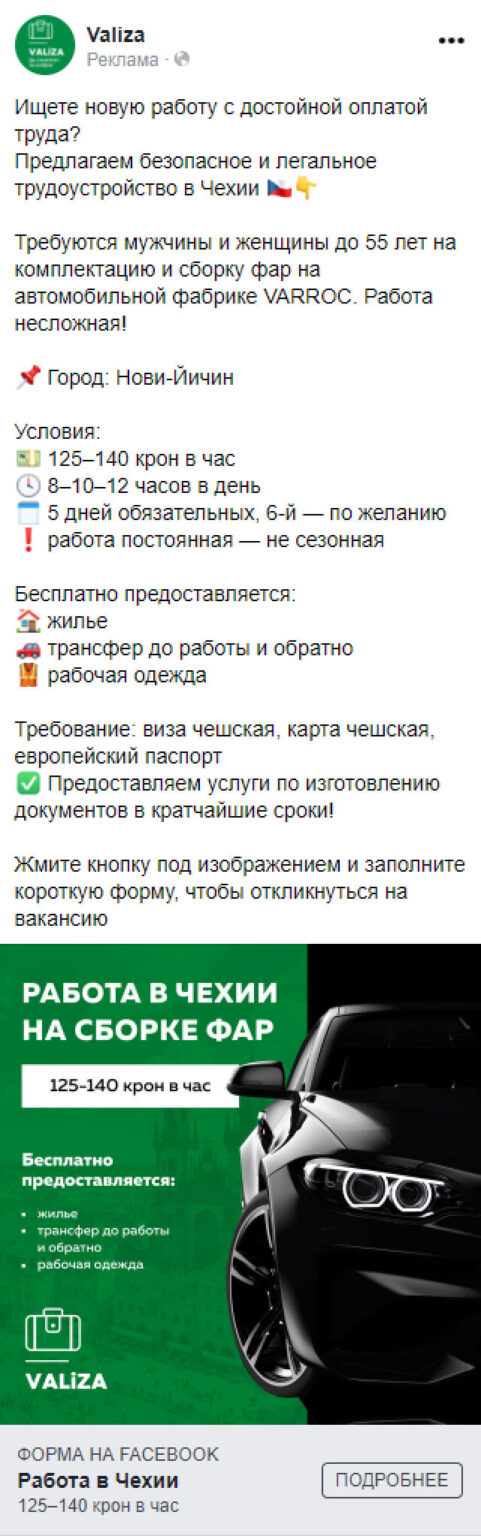 Valiza
Реклама ·
Ищете новую работу с достойной оплатой
труда?
Предлагаем безопасное и легальное
трудоустройство в Чехии 🇨🇿👇
Требуются мужчины и женщины до 55 лет на
комплектацию и сборку фар на
автомобильной фабрике VARROC. Работа
несложная!
📌 Город: Нови-Йичин
Условия:
💵 125–140 крон в час
🕓 8–10–12 часов в день
🗓 5 дней обязательных, 6-й — по желанию
❗ работа постоянная — не сезонная
Бесплатно предоставляется:
🏠 жилье
🚗 трансфер до работы и обратно
🦺 рабочая одежда
Требование: виза чешская, карта чешская,
европейский паспорт
✅ Предоставляем услуги по изготовлению
документов в кратчайшие сроки!
Жмите кнопку под изображением и заполните
короткую форму, чтобы откликнуться на
вакансию
РАБОТА В ЧЕХИИ
НА СБОРКЕ ФАР
125-140 крон в час
Бесплатно
предоставляется:
• жилье
• трансфер до работы
и обратно
• рабочая одежда
VALiZA
ФОРМА НА FACEBOOK
Работа в Чехии
125–140 крон в час
ПОДРОБНЕЕ